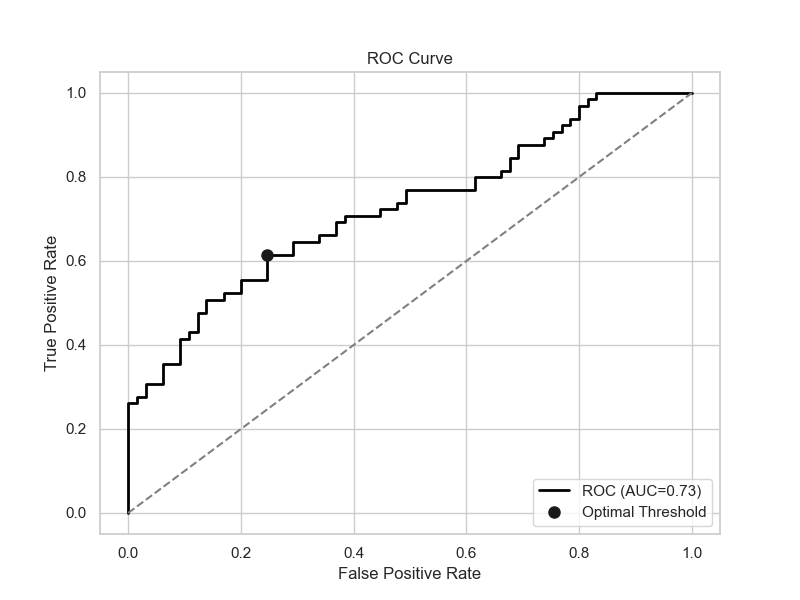 ROC Curve
True Positive Rate
1.0
0.8
0.6
0.4
0.2
0.0
0.0 0.2 0.4 0.6 0.8 1.0
False Positive Rate
ROC (AUC=0.73)
Optimal Threshold